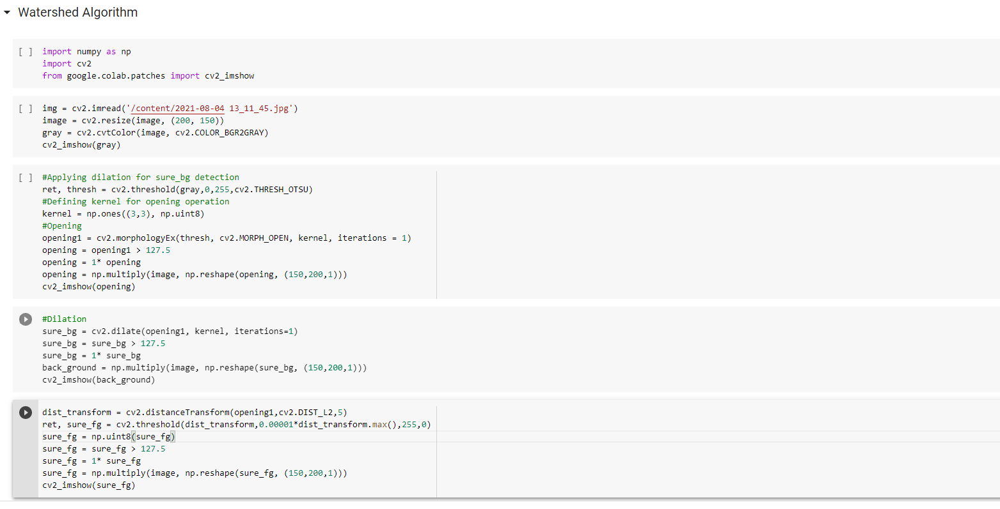 Watershed Algorithm
[ ] import numpy as np
import cv2
from google.colab.patches import cv2_imshow
[ ] img = cv2.imread('/content/2021-08-04 13_11_45.jpg')
image = cv2.resize(image, (200, 150))
gray = cv2.cvtColor(image, cv2.COLOR_BGR2GRAY)
cv2_imshow(gray)
[ ] #Applying dilation for sure_bg detection
ret, thresh = cv2.threshold(gray,0,255,cv2.THRESH_OTSU)
#Defining kernel for opening operation
kernel = np.ones((3,3), np.uint8)
#Opening
opening1 = cv2.morphologyEx(thresh, cv2.MORPH_OPEN, kernel, iterations = 1)
opening = opening1 > 127.5
opening = 1* opening
opening = np.multiply(image, np.reshape(opening, (150,200,1)))
cv2_imshow(opening)
#Dilation
sure_bg = cv2.dilate(opening1, kernel, iterations=1)
sure_bg = sure_bg > 127.5
sure_bg = 1* sure_bg
back_ground = np.multiply(image, np.reshape(sure_bg, (150,200,1)))
cv2_imshow(back_ground)
dist_transform = cv2.distanceTransform(opening1,cv2.DIST_L2,5)
ret, sure_fg = cv2.threshold(dist_transform,0.00001*dist_transform.max(),255,0)
sure_fg = np.uint8(sure_fg)
sure_fg = sure_fg > 127.5
sure_fg = 1* sure_fg
sure_fg = np.multiply(image, np.reshape(sure_fg, (150,200,1)))
cv2_imshow(sure_fg)